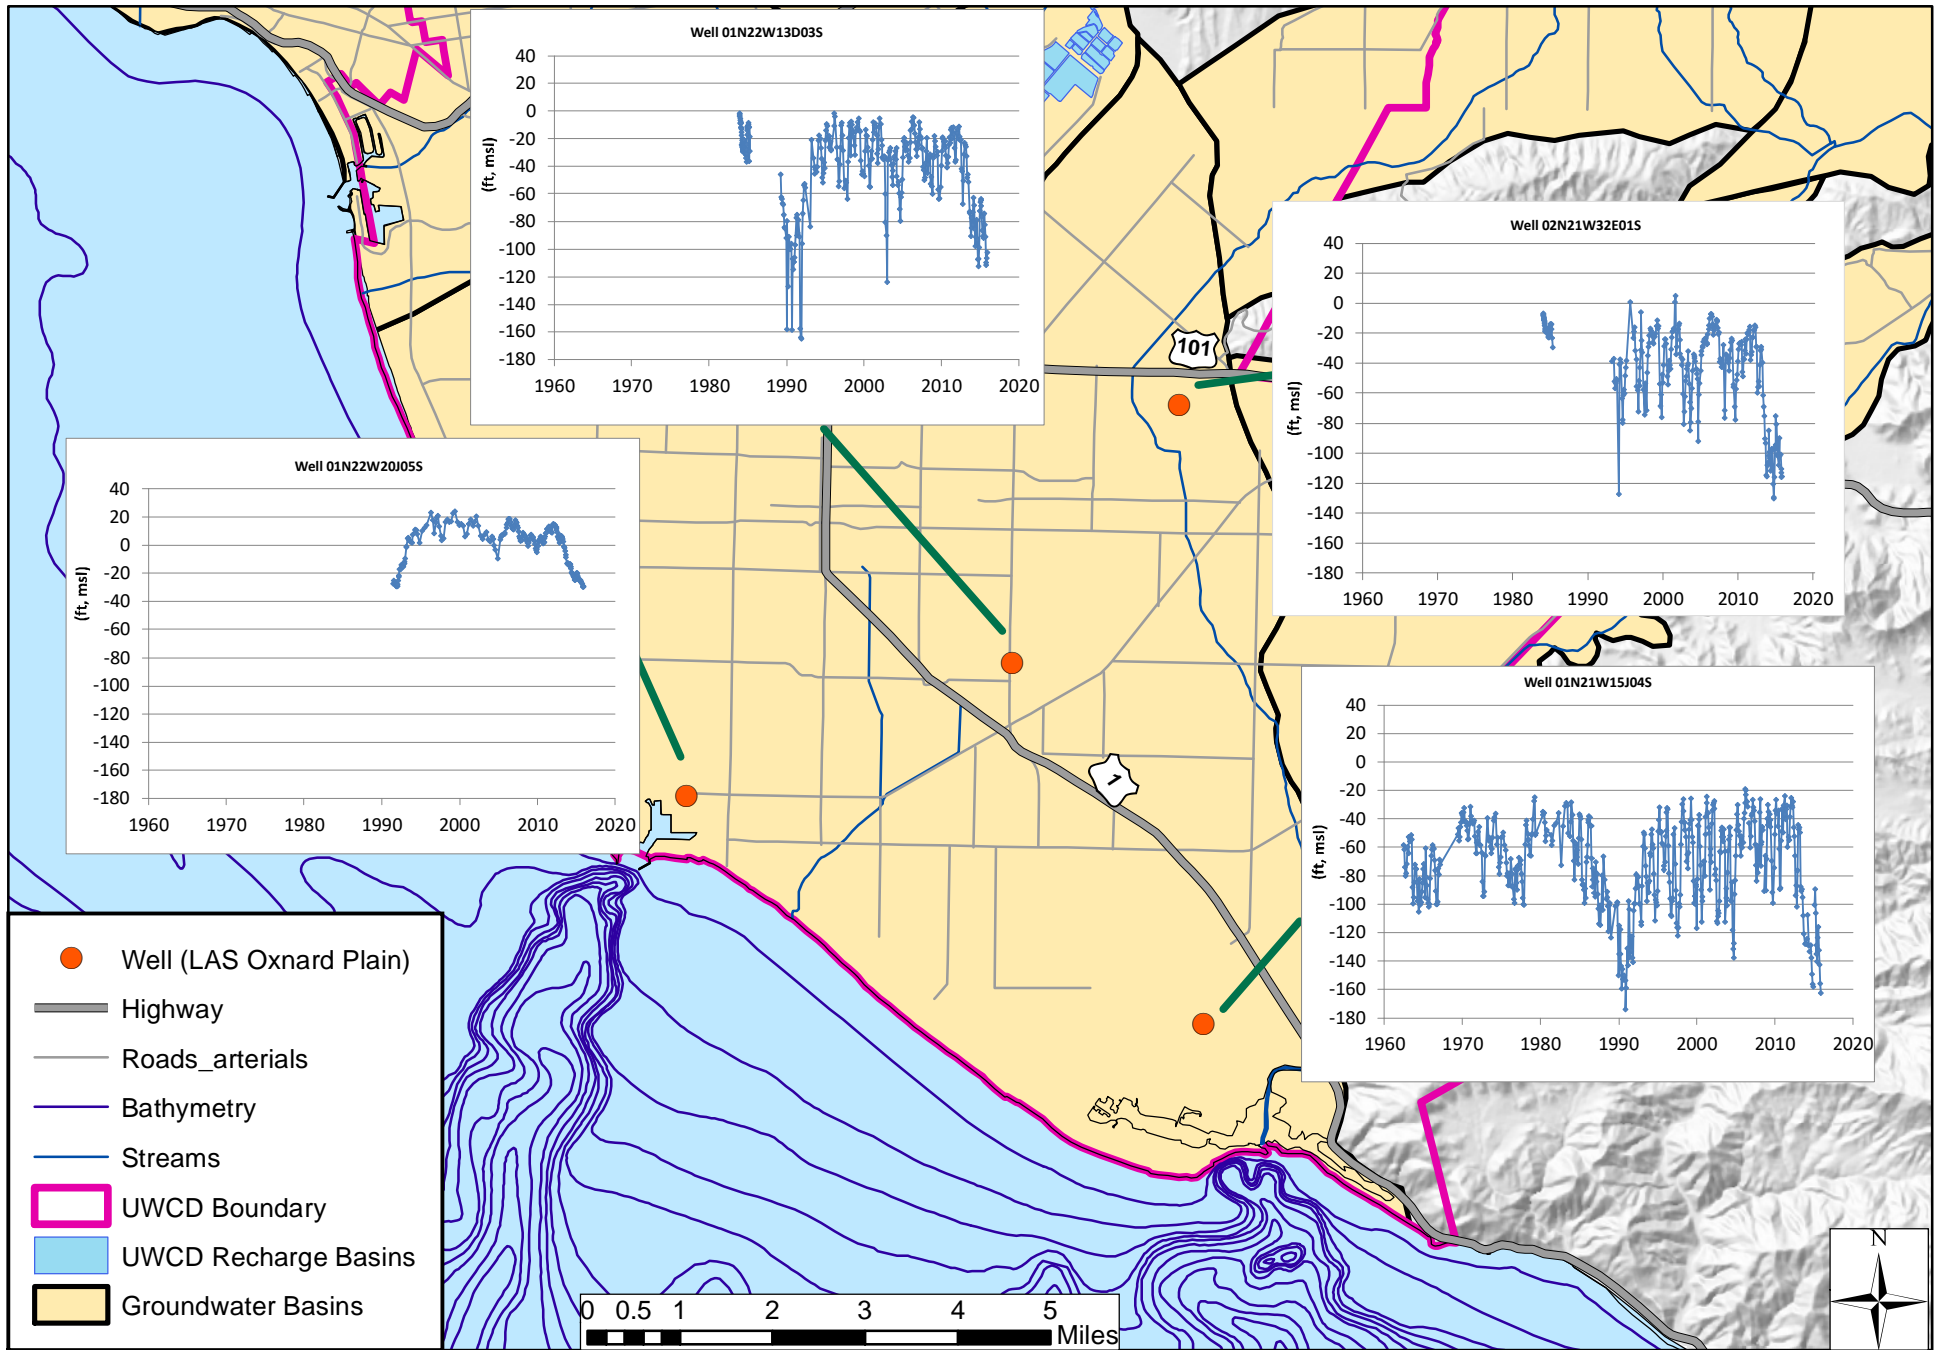 Well 01N22W13D03S
40
20
0
-20
-40
-60
-80
-100
-120
-140
-160
-180
(ft, msl)
1960 1970 1980 1990 2000 2010 2020
Well 02N21W32E01S
40
20
0
-20
-40
-60
-80
-100
-120
-140
-160
-180
(ft, msl)
1960 1970 1980 1990 2000 2010 2020
101
Well 01N22W20J05S
40
20
0
-20
-40
-60
-80
-100
-120
-140
-160
-180
(ft, msl)
1960 1970 1980 1990 2000 2010 2020
Well 01N21W15J04S
40
20
0
-20
-40
-60
-80
-100
-120
-140
-160
-180
(ft, msl)
1960 1970 1980 1990 2000 2010 2020
1
Well (LAS Oxnard Plain)
Highway
Roads_arterials
Bathymetry
Streams
UWCD Boundary
UWCD Recharge Basins
Groundwater Basins
0 0.5 1 2 3 4 5
Miles
N